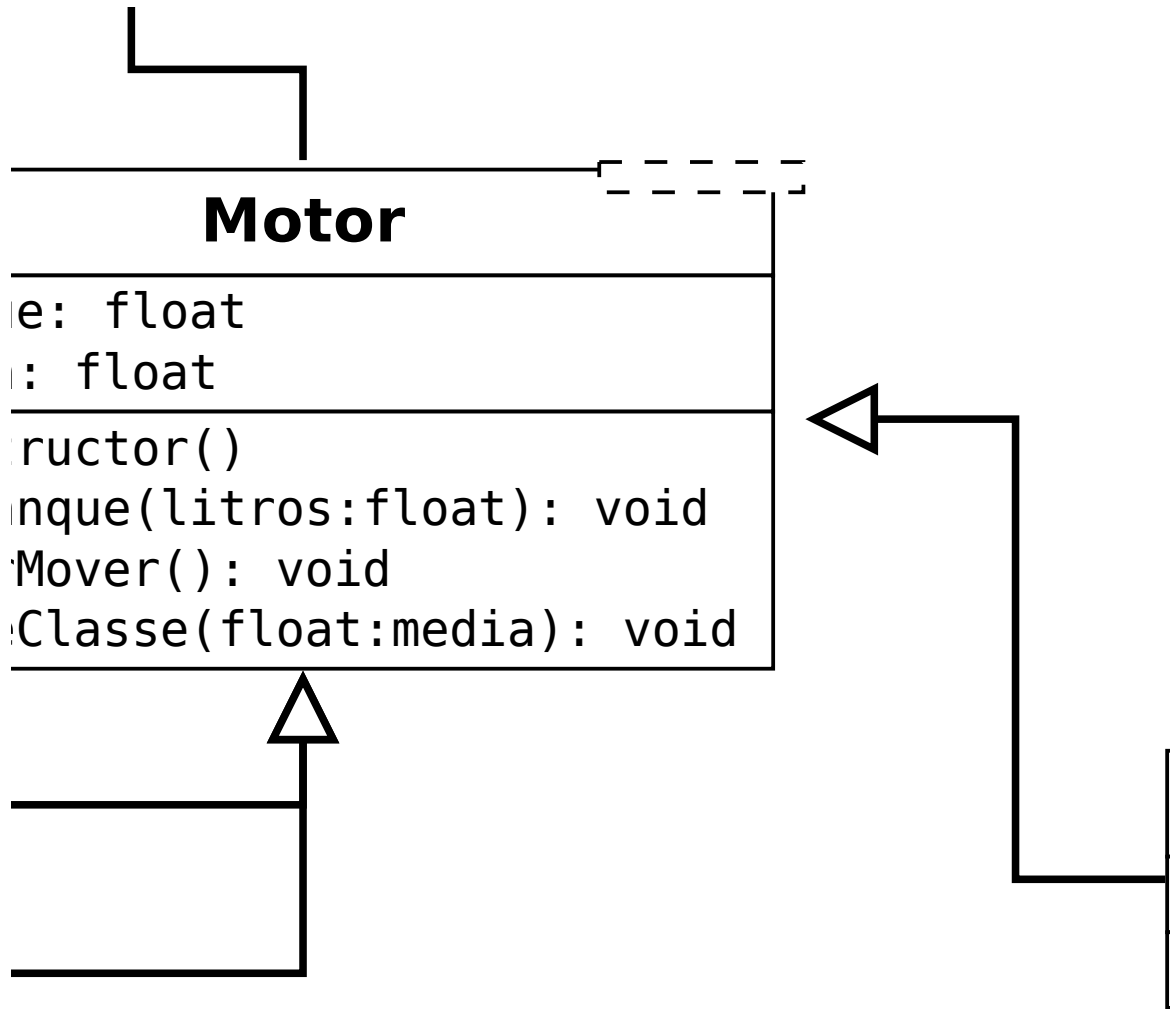 Motor
e: float
: float
ructor()
nque(litros:float): void
Mover(): void
Classe(float:media): void